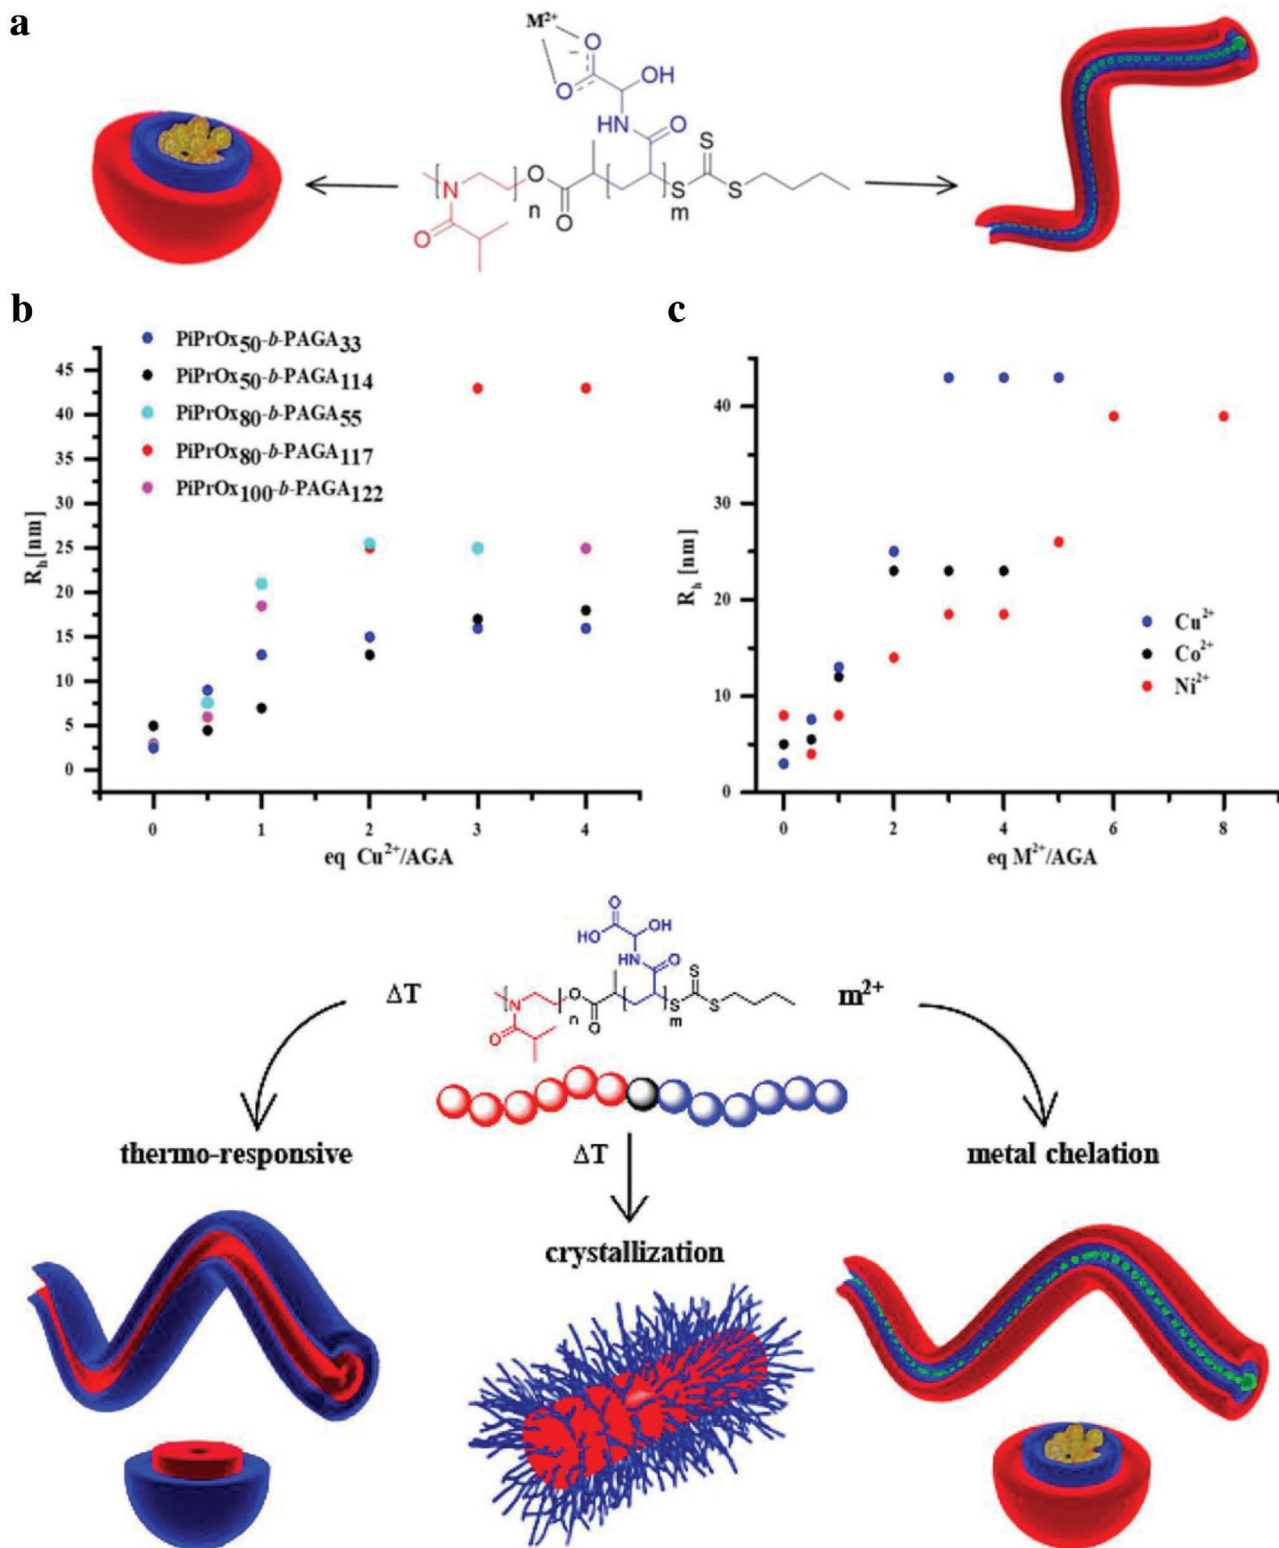 a
M²⁺
O
−
O
OH
HN
O
S
N
n
O
O
m
S
S
O
b
c
PiPrOx50-b-PAGA33
PiPrOx50-b-PAGA114
PiPrOx80-b-PAGA55
PiPrOx80-b-PAGA117
PiPrOx100-b-PAGA122
45
40
35
30
25
20
15
10
5
0
Rh[nm]
0 1 2 3 4
eq Cu²⁺/AGA
40
30
20
10
0
Rh [nm]
Cu²⁺
Co²⁺
Ni²⁺
0 2 4 6 8
eq M²⁺/AGA
O
HO
OH
HN
O
S
N
n
O
O
m
S
S
O
ΔT
m²⁺
thermo-responsive
ΔT
metal chelation
crystallization